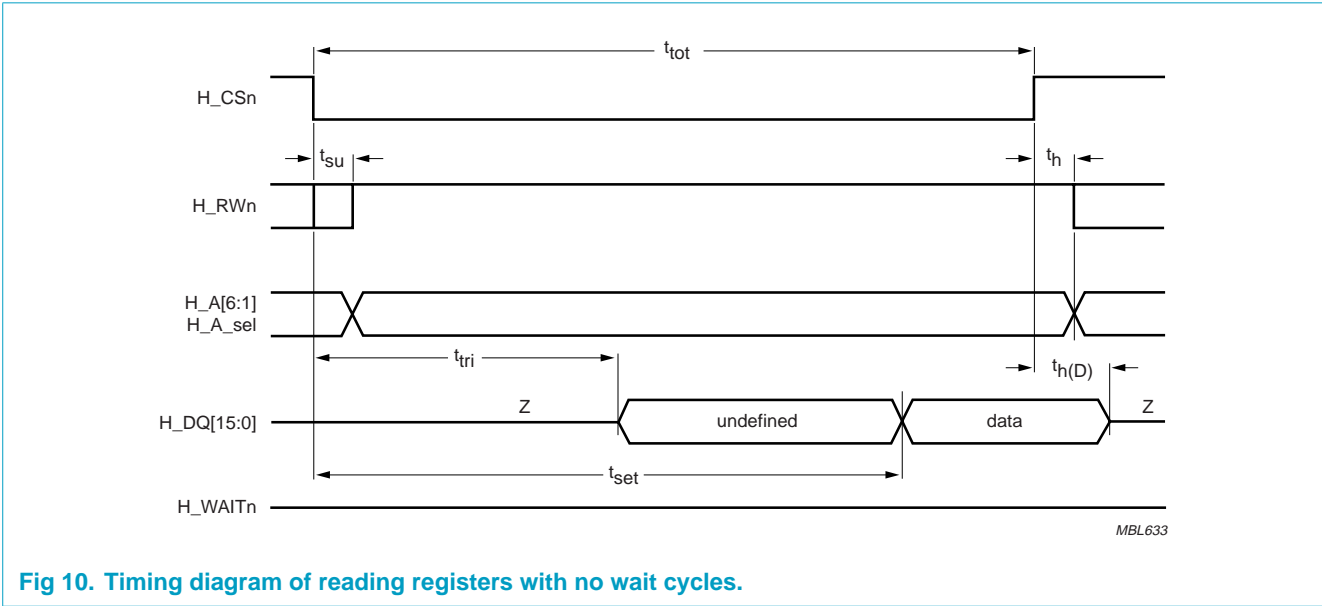 t_tot
H_CSn
t_su
t_h
H_RWn
H_A[6:1]
H_A_sel
t_tri
t_h(D)
Z
Z
H_DQ[15:0]
undefined
data
t_set
H_WAITn
MBL633
Fig 10. Timing diagram of reading registers with no wait cycles.